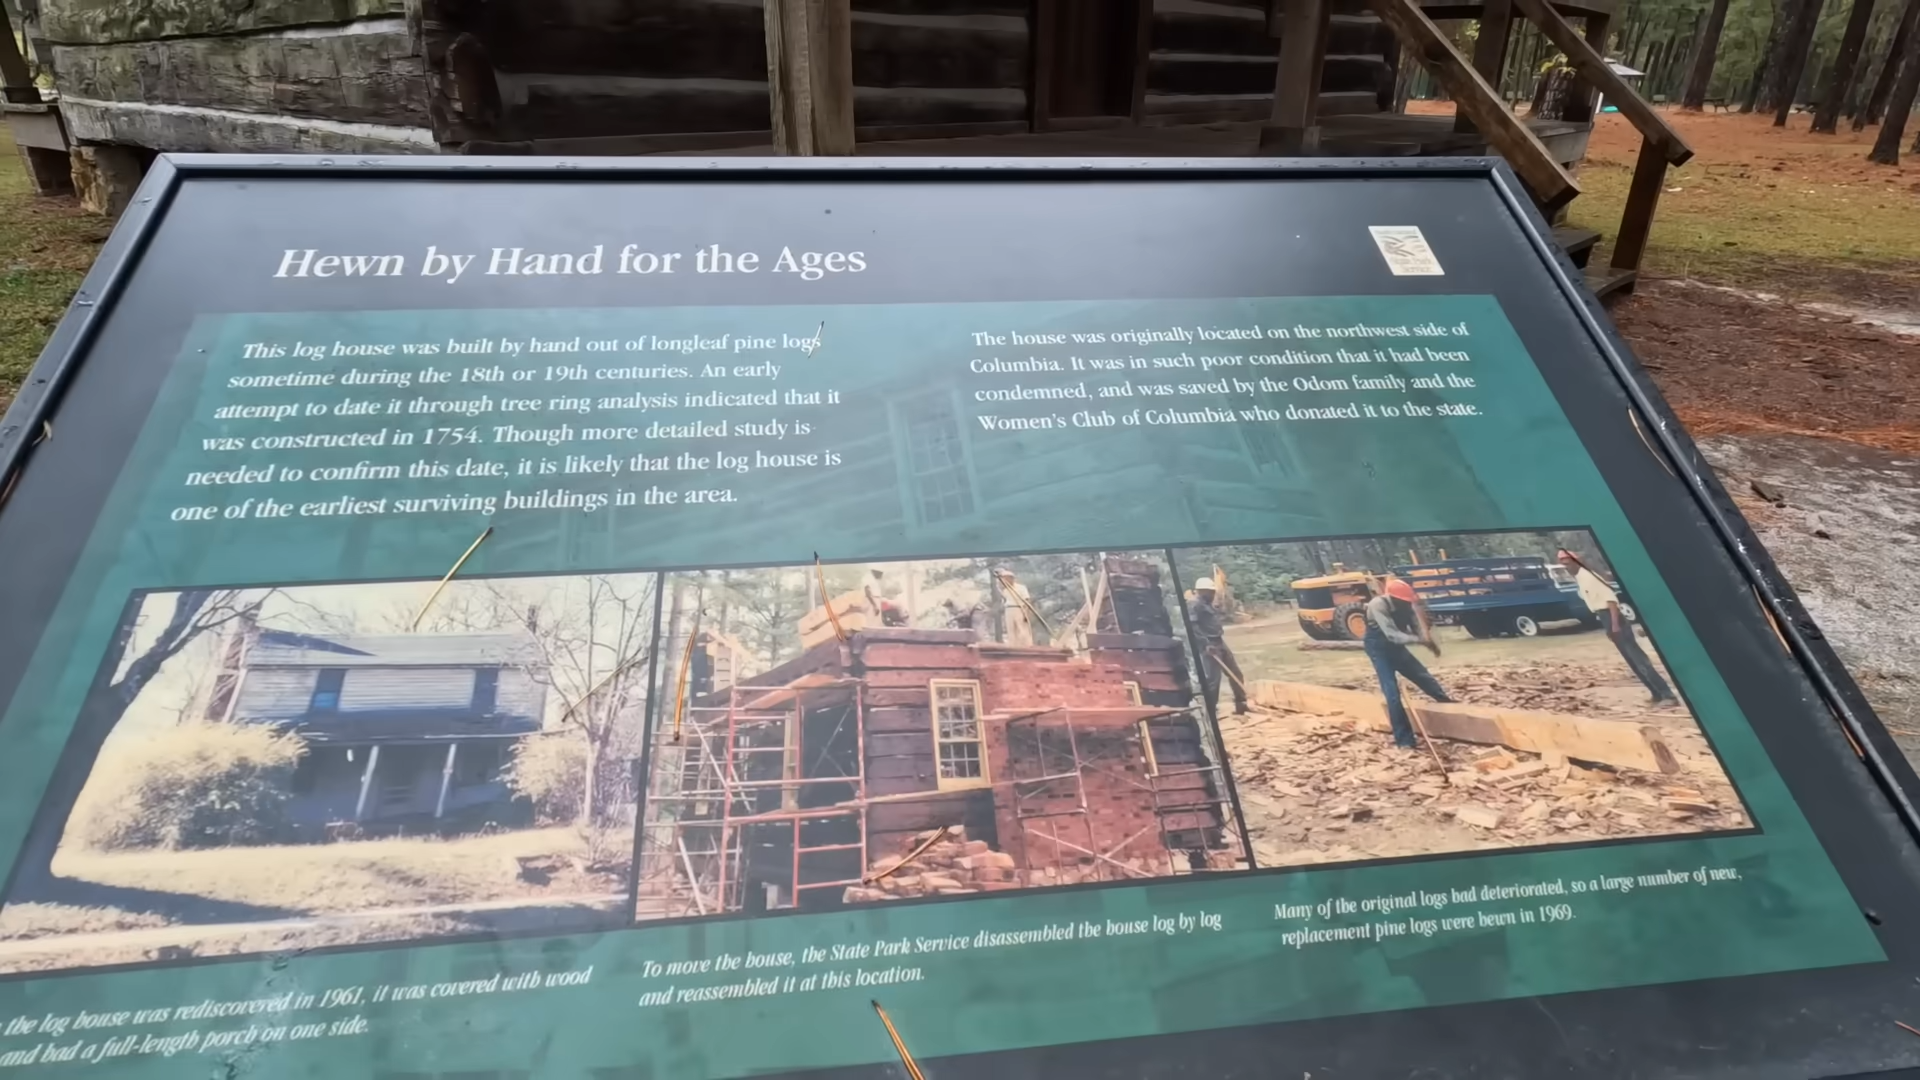 Hewn by Hand for the Ages
This log house was built by hand out of longleaf pine logs
sometime during the 18th or 19th centuries. An early
attempt to date it through tree ring analysis indicated that it
was constructed in 1754. Though more detailed study is
needed to confirm this date, it is likely that the log house is
one of the earliest surviving buildings in the area.
The house was originally located on the northwest side of
Columbia. It was in such poor condition that it had been
condemned, and was saved by the Odom family and the
Women's Club of Columbia who donated it to the state.
the log house was rediscovered in 1961, it was covered with wood
and had a full-length porch on one side.
To move the house, the State Park Service disassembled the house log by log
and reassembled it at this location.
Many of the original logs had deteriorated, so a large number of new,
replacement pine logs were hewn in 1969.